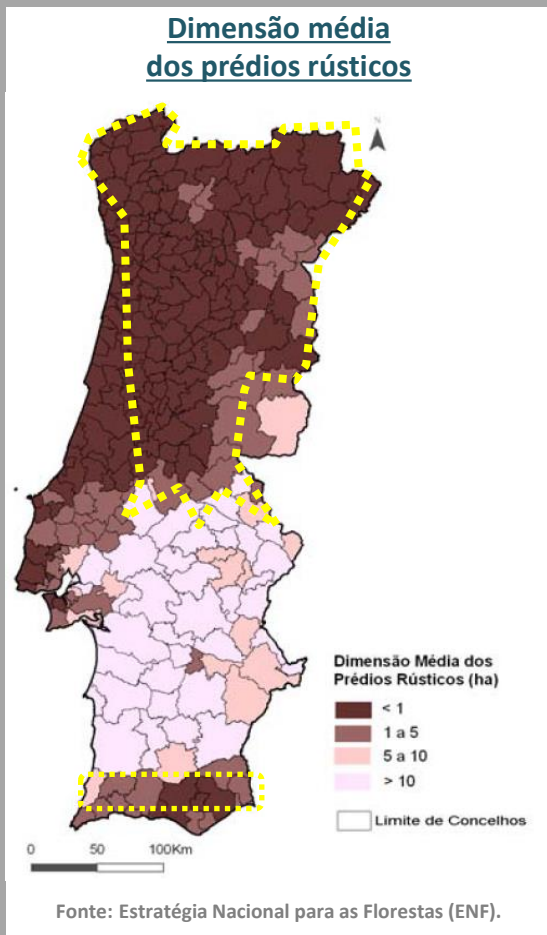 Dimensão média
dos prédios rústicos
N
Dimensão Média dos
Prédios Rústicos (ha)
< 1
1 a 5
5 a 10
> 10
Limite de Concelhos
0 50 100Km
Fonte: Estratégia Nacional para as Florestas (ENF).